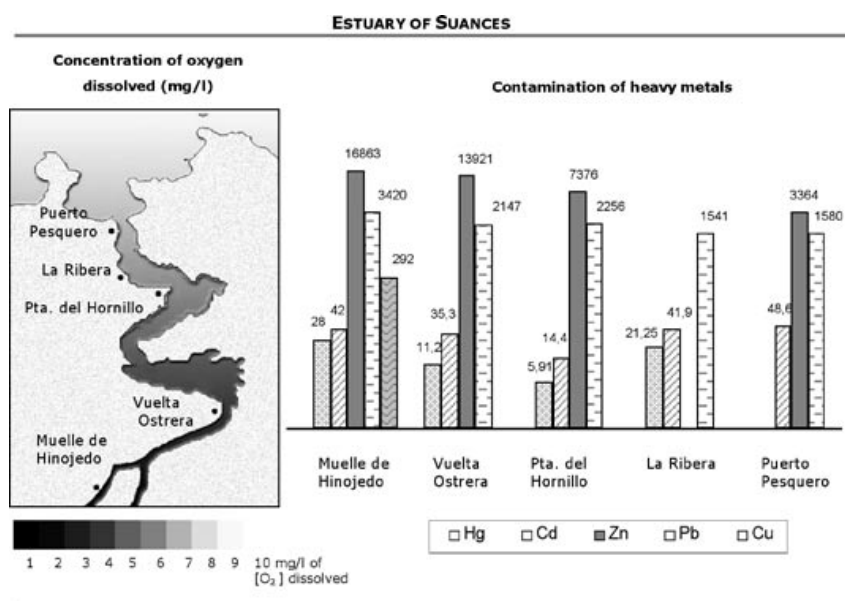 ESTUARY OF SUANCES
Concentration of oxygen
dissolved (mg/l)
Puerto
Pesquero
La Ribera
Pta. del Hornillo
Vuelta
Ostrera
Muelle de
Hinojedo
1 2 3 4 5 6 7 8 9 10 mg/l of
[O₂] dissolved
Contamination of heavy metals
28 42 16863 3420 292
11,2 35,3 13921 2147
5,91 14,4 7376 2256
21,25 41,9 1541
48,6 3364 1580
Muelle de
Hinojedo
Vuelta
Ostrera
Pta. del
Hornillo
La Ribera
Puerto
Pesquero
Hg Cd Zn Pb Cu